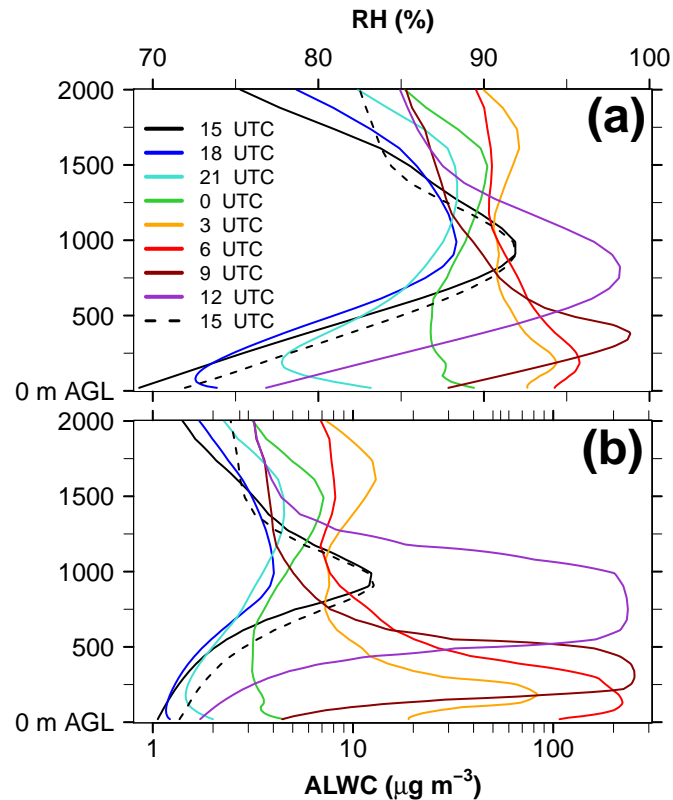 RH (%)
70 80 90 100
(a)
2000
1500
1000
500
0 m AGL
15 UTC
18 UTC
21 UTC
0 UTC
3 UTC
6 UTC
9 UTC
12 UTC
15 UTC
(b)
2000
1500
1000
500
0 m AGL
1 10 100
ALWC (μg m⁻³)